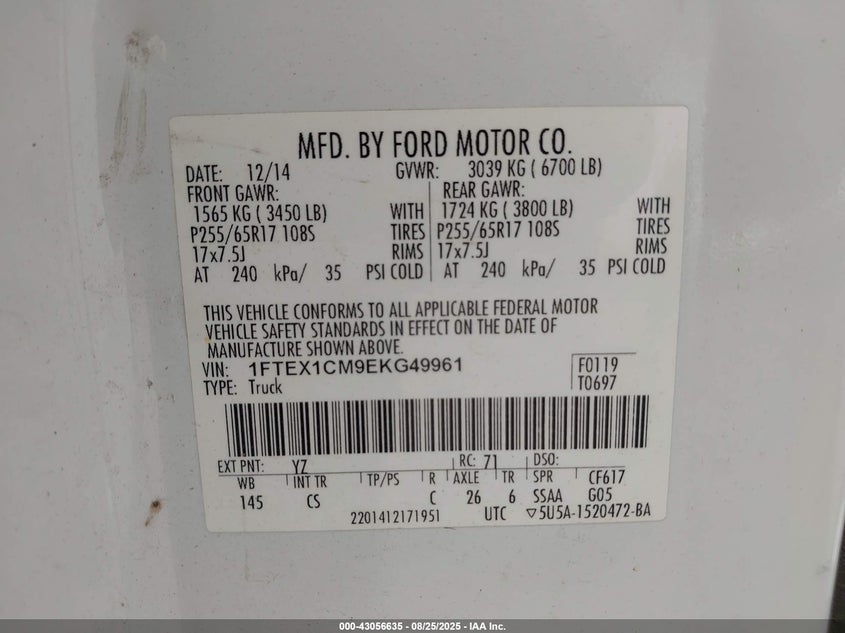 MFD. BY FORD MOTOR CO.
DATE: 12/14 GVWR: 3039 KG ( 6700 LB)
FRONT GAWR: REAR GAWR:
1565 KG ( 3450 LB) WITH 1724 KG ( 3800 LB) WITH
P255/65R17 108S TIRES P255/65R17 108S TIRES
17x7.5J RIMS 17x7.5J RIMS
AT 240 kPa/ 35 PSI COLD AT 240 kPa/ 35 PSI COLD
THIS VEHICLE CONFORMS TO ALL APPLICABLE FEDERAL MOTOR
VEHICLE SAFETY STANDARDS IN EFFECT ON THE DATE OF
MANUFACTURE SHOWN ABOVE.
VIN: 1FTEX1CM9EKG49961 F0119
TYPE: Truck T0697
EXT PNT: YZ RC: 71 DSO:
WB INT TR TP/PS R AXLE TR SPR CF617
145 CS C 26 6 SSAA G05
2201412171951 UTC ▽5U5A-1520472-BA
000-43056635 - 08/25/2025 - IAA Inc.